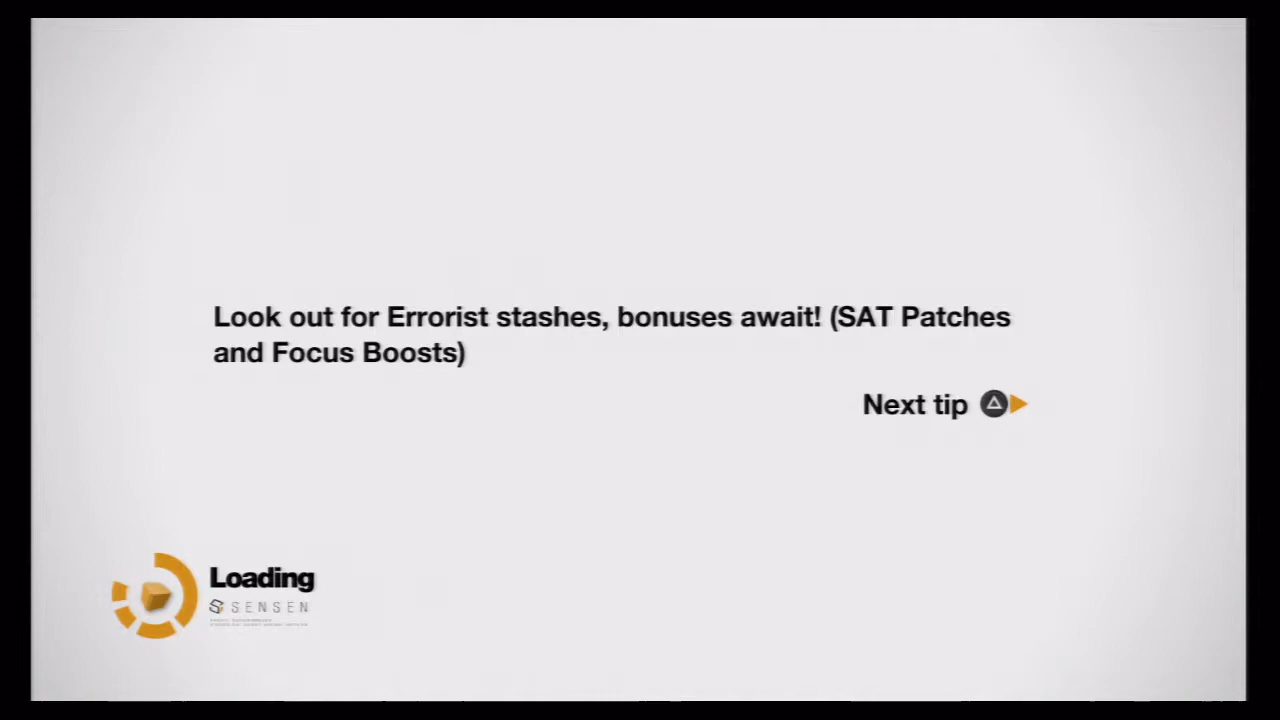 Look out for Errorist stashes, bonuses await! (SAT Patches
and Focus Boosts)
Next tip
Loading
SENSEN